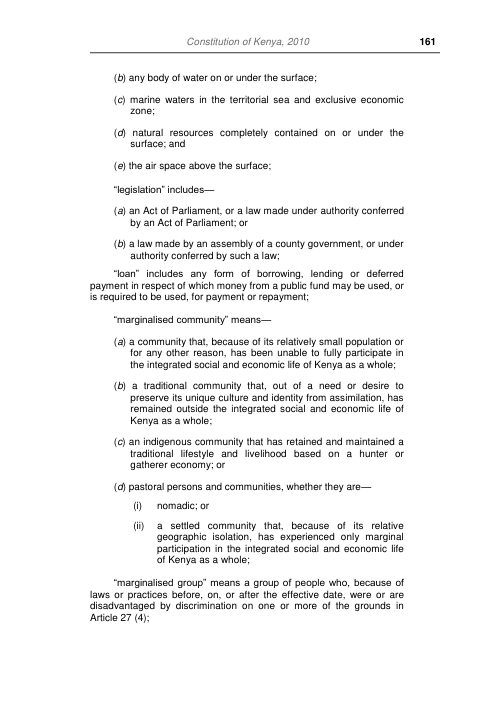 Constitution of Kenya, 2010 161
(b) any body of water on or under the surface;
(c) marine waters in the territorial sea and exclusive economic
zone;
(d) natural resources completely contained on or under the
surface; and
(e) the air space above the surface;
“legislation” includes—
(a) an Act of Parliament, or a law made under authority conferred
by an Act of Parliament; or
(b) a law made by an assembly of a county government, or under
authority conferred by such a law;
“loan” includes any form of borrowing, lending or deferred
payment in respect of which money from a public fund may be used, or
is required to be used, for payment or repayment;
“marginalised community” means—
(a) a community that, because of its relatively small population or
for any other reason, has been unable to fully participate in
the integrated social and economic life of Kenya as a whole;
(b) a traditional community that, out of a need or desire to
preserve its unique culture and identity from assimilation, has
remained outside the integrated social and economic life of
Kenya as a whole;
(c) an indigenous community that has retained and maintained a
traditional lifestyle and livelihood based on a hunter or
gatherer economy; or
(d) pastoral persons and communities, whether they are—
(i) nomadic; or
(ii) a settled community that, because of its relative
geographic isolation, has experienced only marginal
participation in the integrated social and economic life
of Kenya as a whole;
“marginalised group” means a group of people who, because of
laws or practices before, on, or after the effective date, were or are
disadvantaged by discrimination on one or more of the grounds in
Article 27 (4);